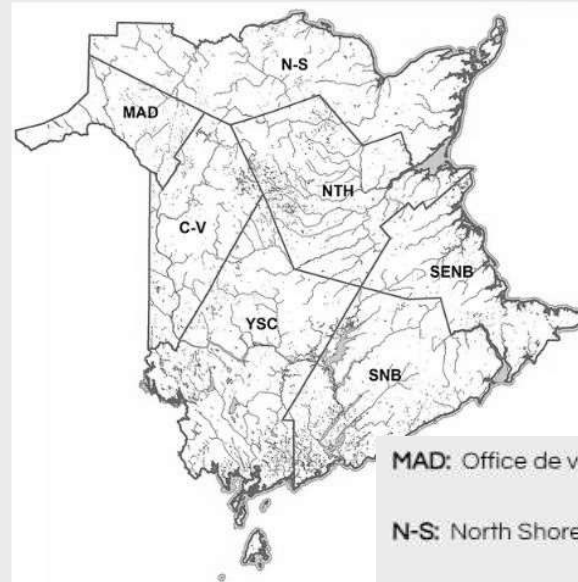 N-S
MAD
NTH
C-V
SENB
YSC
SNB
MAD: Office de v
N-S: North Shore